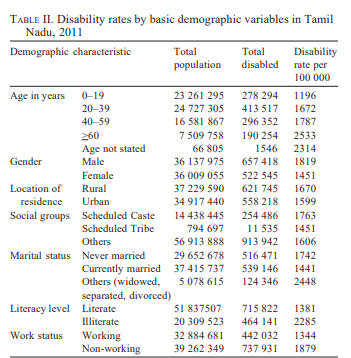 TABLE II. Disability rates by basic demographic variables in Tamil
Nadu, 2011
Demographic characteristic Total Total Disability
population disabled rate per
100 000
Age in years 0–19 23 261 295 278 294 1196
20–39 24 727 305 413 517 1672
40–59 16 581 867 296 352 1787
≥60 7 509 758 190 254 2533
Age not stated 66 805 1546 2314
Gender Male 36 137 975 657 418 1819
Female 36 009 055 522 545 1451
Location of Rural 37 229 590 621 745 1670
residence Urban 34 917 440 558 218 1599
Social groups Scheduled Caste 14 438 445 254 486 1763
Scheduled Tribe 794 697 11 535 1451
Others 56 913 888 913 942 1606
Marital status Never married 29 652 678 516 471 1742
Currently married 37 415 737 539 146 1441
Others (widowed, 5 078 615 124 346 2448
separated, divorced)
Literacy level Literate 51 837507 715 822 1381
Illiterate 20 309 523 464 141 2285
Work status Working 32 884 681 442 032 1344
Non-working 39 262 349 737 931 1879